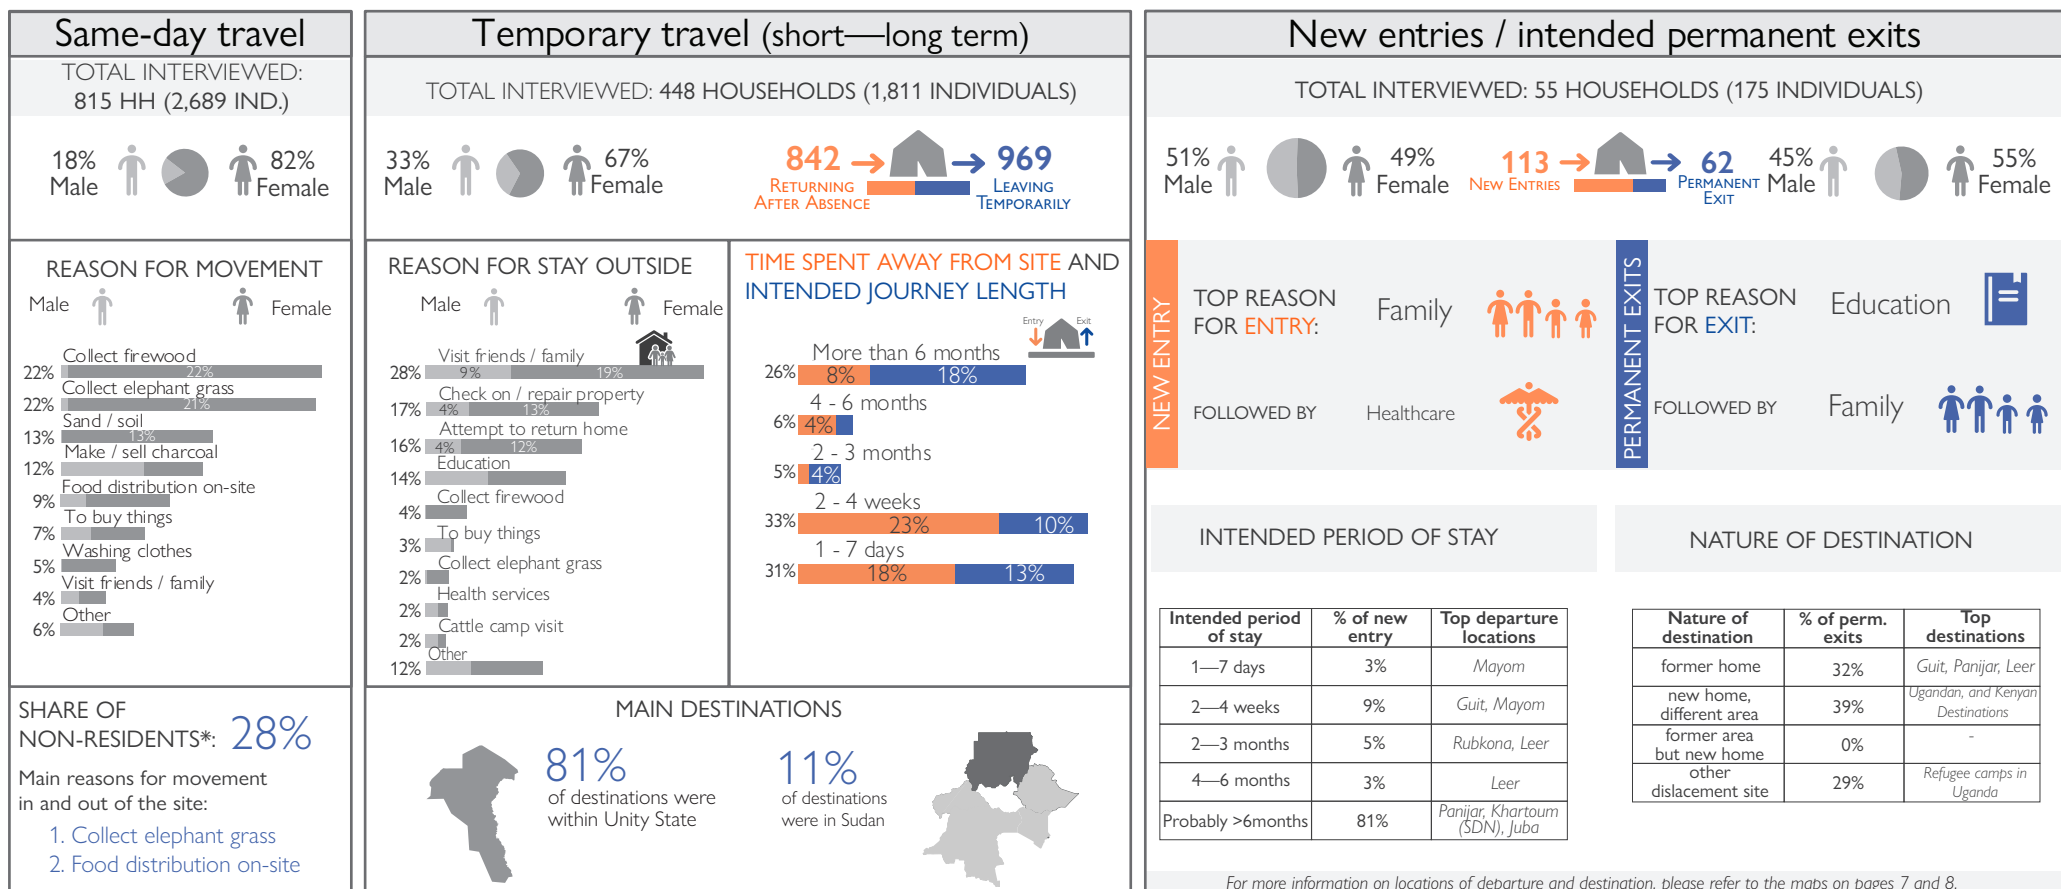 Same-day travel
TOTAL INTERVIEWED:
815 HH (2,689 IND.)
18%
Male
82%
Female
REASON FOR MOVEMENT
Male
Female
Collect firewood
22%
22%
Collect elephant grass
22%
21%
Sand / soil
13%
13%
Make / sell charcoal
12%
Food distribution on-site
9%
To buy things
7%
Washing clothes
5%
Visit friends / family
4%
Other
6%
SHARE OF
NON-RESIDENTS*: 28%
Main reasons for movement
in and out of the site:
1. Collect elephant grass
2. Food distribution on-site
Temporary travel (short—long term)
TOTAL INTERVIEWED: 448 HOUSEHOLDS (1,811 INDIVIDUALS)
33%
Male
67%
Female
842
RETURNING
AFTER ABSENCE
969
LEAVING
TEMPORARILY
REASON FOR STAY OUTSIDE
Male
Female
Visit friends / family
28%
9%
19%
Check on / repair property
17%
4%
13%
Attempt to return home
16%
4%
12%
Education
14%
Collect firewood
4%
To buy things
3%
Collect elephant grass
2%
Health services
2%
Cattle camp visit
2%
Other
12%
TIME SPENT AWAY FROM SITE AND
INTENDED JOURNEY LENGTH
Entry
Exit
More than 6 months
26%
8%
18%
4 - 6 months
6%
4%
2 - 3 months
5%
4%
2 - 4 weeks
33%
23%
10%
1 - 7 days
31%
18%
13%
MAIN DESTINATIONS
81%
of destinations were
within Unity State
11%
of destinations
were in Sudan
New entries / intended permanent exits
TOTAL INTERVIEWED: 55 HOUSEHOLDS (175 INDIVIDUALS)
51%
Male
49%
Female
113
NEW ENTRIES
62
PERMANENT
EXIT
45%
Male
55%
Female
NEW ENTRY
TOP REASON
FOR ENTRY:
Family
FOLLOWED BY
Healthcare
PERMANENT EXITS
TOP REASON
FOR EXIT:
Education
FOLLOWED BY
Family
INTENDED PERIOD OF STAY
Intended period
of stay
% of new
entry
Top departure
locations
1—7 days
3%
Mayom
2—4 weeks
9%
Guit, Mayom
2—3 months
5%
Rubkona, Leer
4—6 months
3%
Leer
Probably >6months
81%
Panijar, Khartoum
(SDN), Juba
NATURE OF DESTINATION
Nature of
destination
% of perm.
exits
Top
destinations
former home
32%
Guit, Panijar, Leer
new home,
different area
39%
Ugandan, and Kenyan
Destinations
former area
but new home
0%
-
other
dislacement site
29%
Refugee camps in
Uganda
For more information on locations of departure and destination, please refer to the maps on pages 7 and 8.